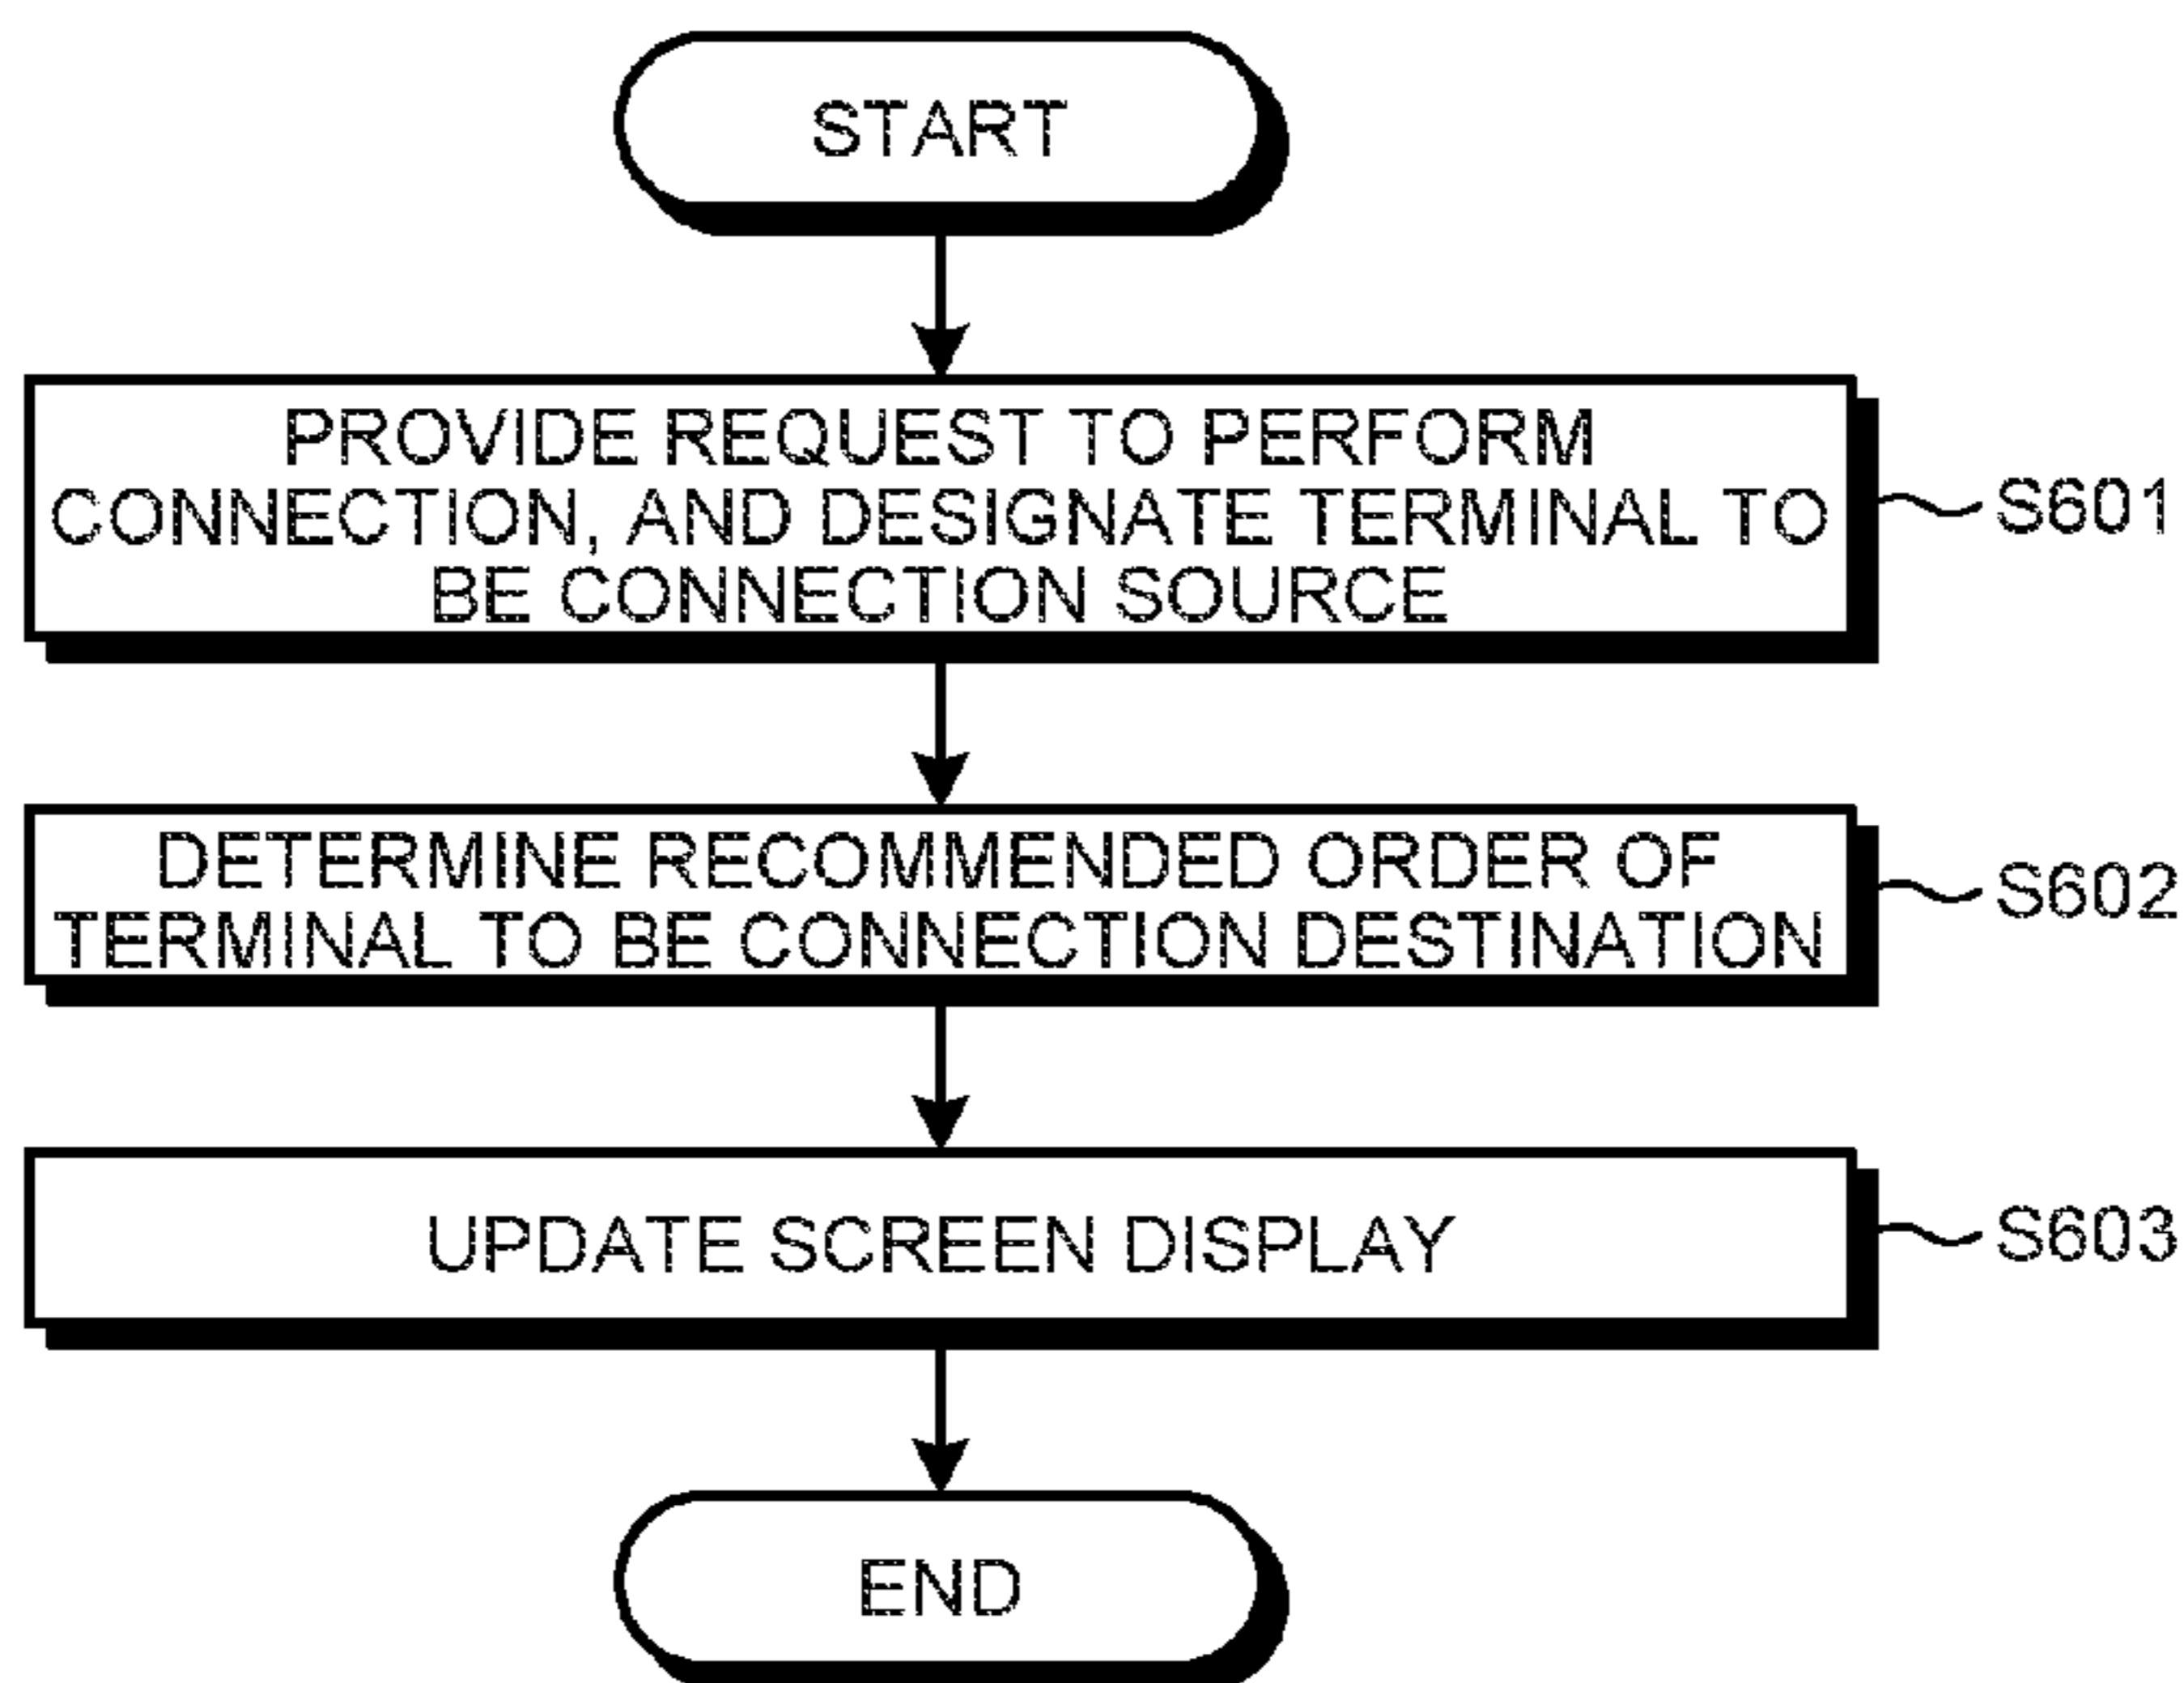 START
PROVIDE REQUEST TO PERFORM
CONNECTION, AND DESIGNATE TERMINAL TO
BE CONNECTION SOURCE
S601
DETERMINE RECOMMENDED ORDER OF
TERMINAL TO BE CONNECTION DESTINATION
S602
UPDATE SCREEN DISPLAY
S603
END